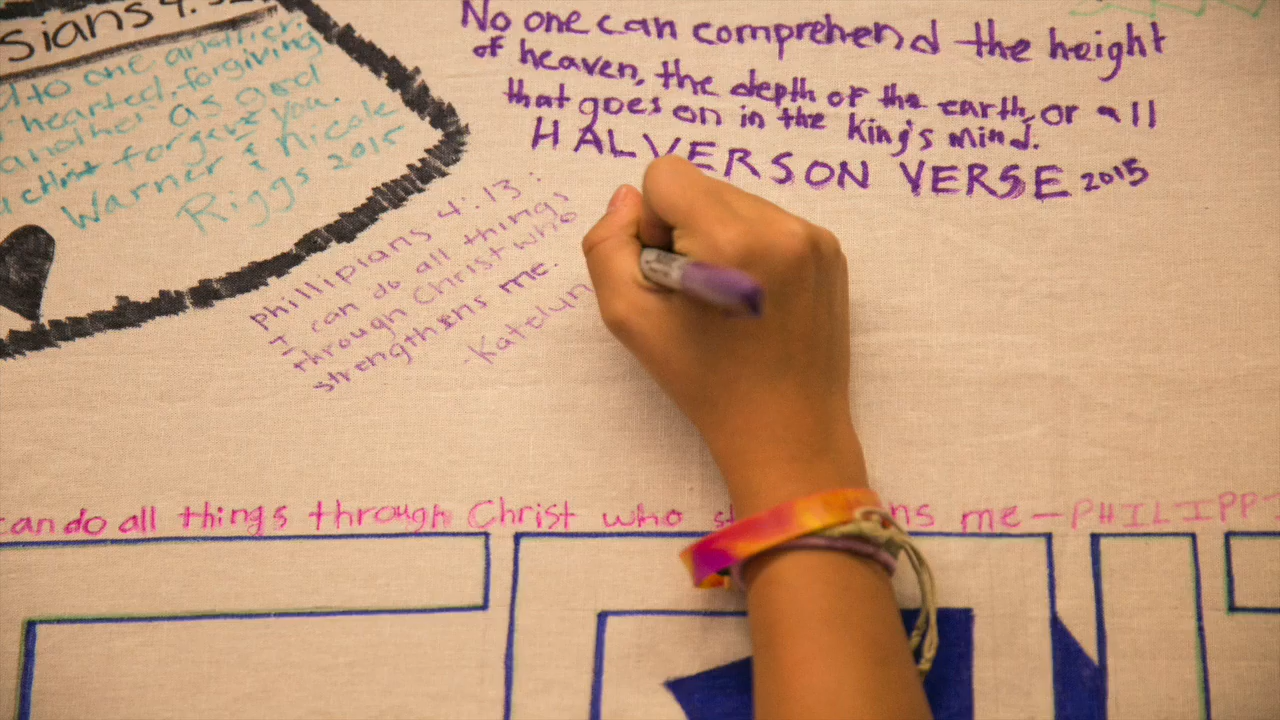 sians 4:32
to one another
hearted, forgiving
another as god
christ forgave you.
Warner & Nicole
Riggs 2015
No one can comprehend the height
of heaven, the depth of the earth, or all
that goes on in the king's mind.
HALVERSON VERSE 2015
phillipians 4:13:
I can do all things
through Christ who
strengthens me.
-Katelyn
can do all things through Christ who s ns me - PHILIPP